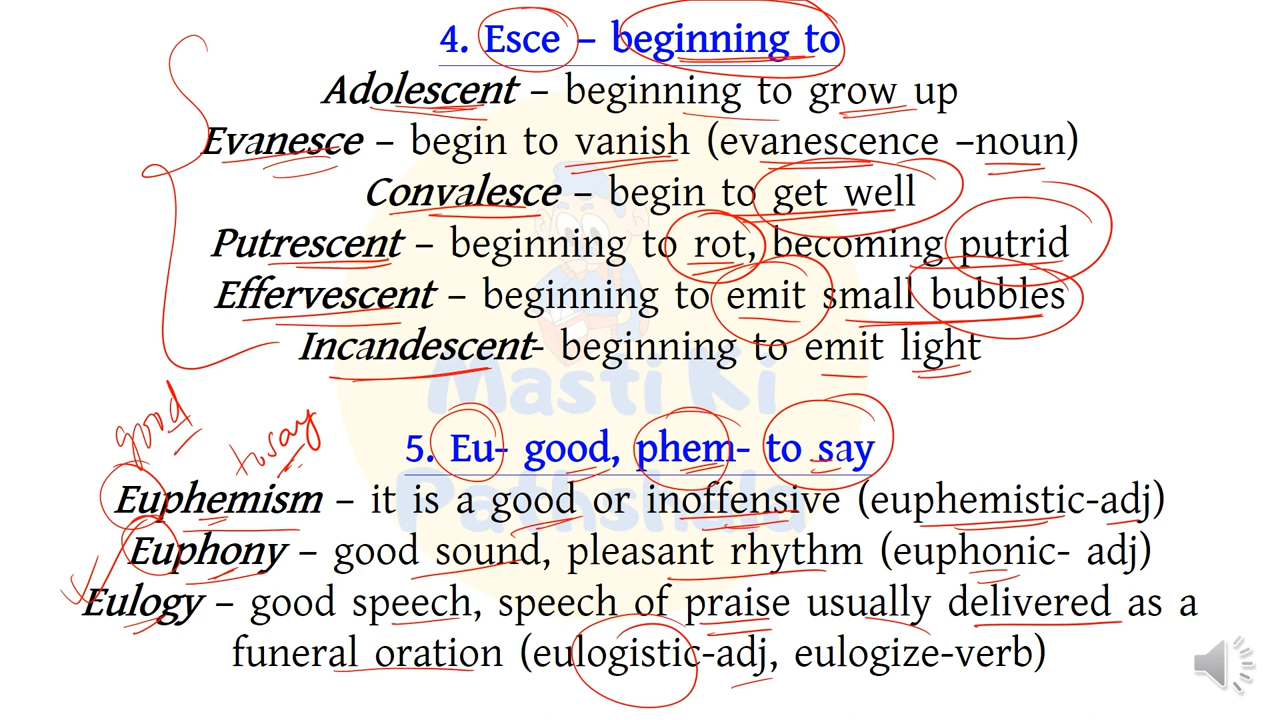 4. Esce – beginning to
Adolescent – beginning to grow up
Evanesce – begin to vanish (evanescence –noun)
Convalesce – begin to get well
Putrescent – beginning to rot, becoming putrid
Effervescent – beginning to emit small bubbles
Incandescent- beginning to emit light
Masti Ki
good
to say
5. Eu- good, phem- to say
Pathshala
Euphemism – it is a good or inoffensive (euphemistic-adj)
Euphony – good sound, pleasant rhythm (euphonic- adj)
Eulogy – good speech, speech of praise usually delivered as a
funeral oration (eulogistic-adj, eulogize-verb)